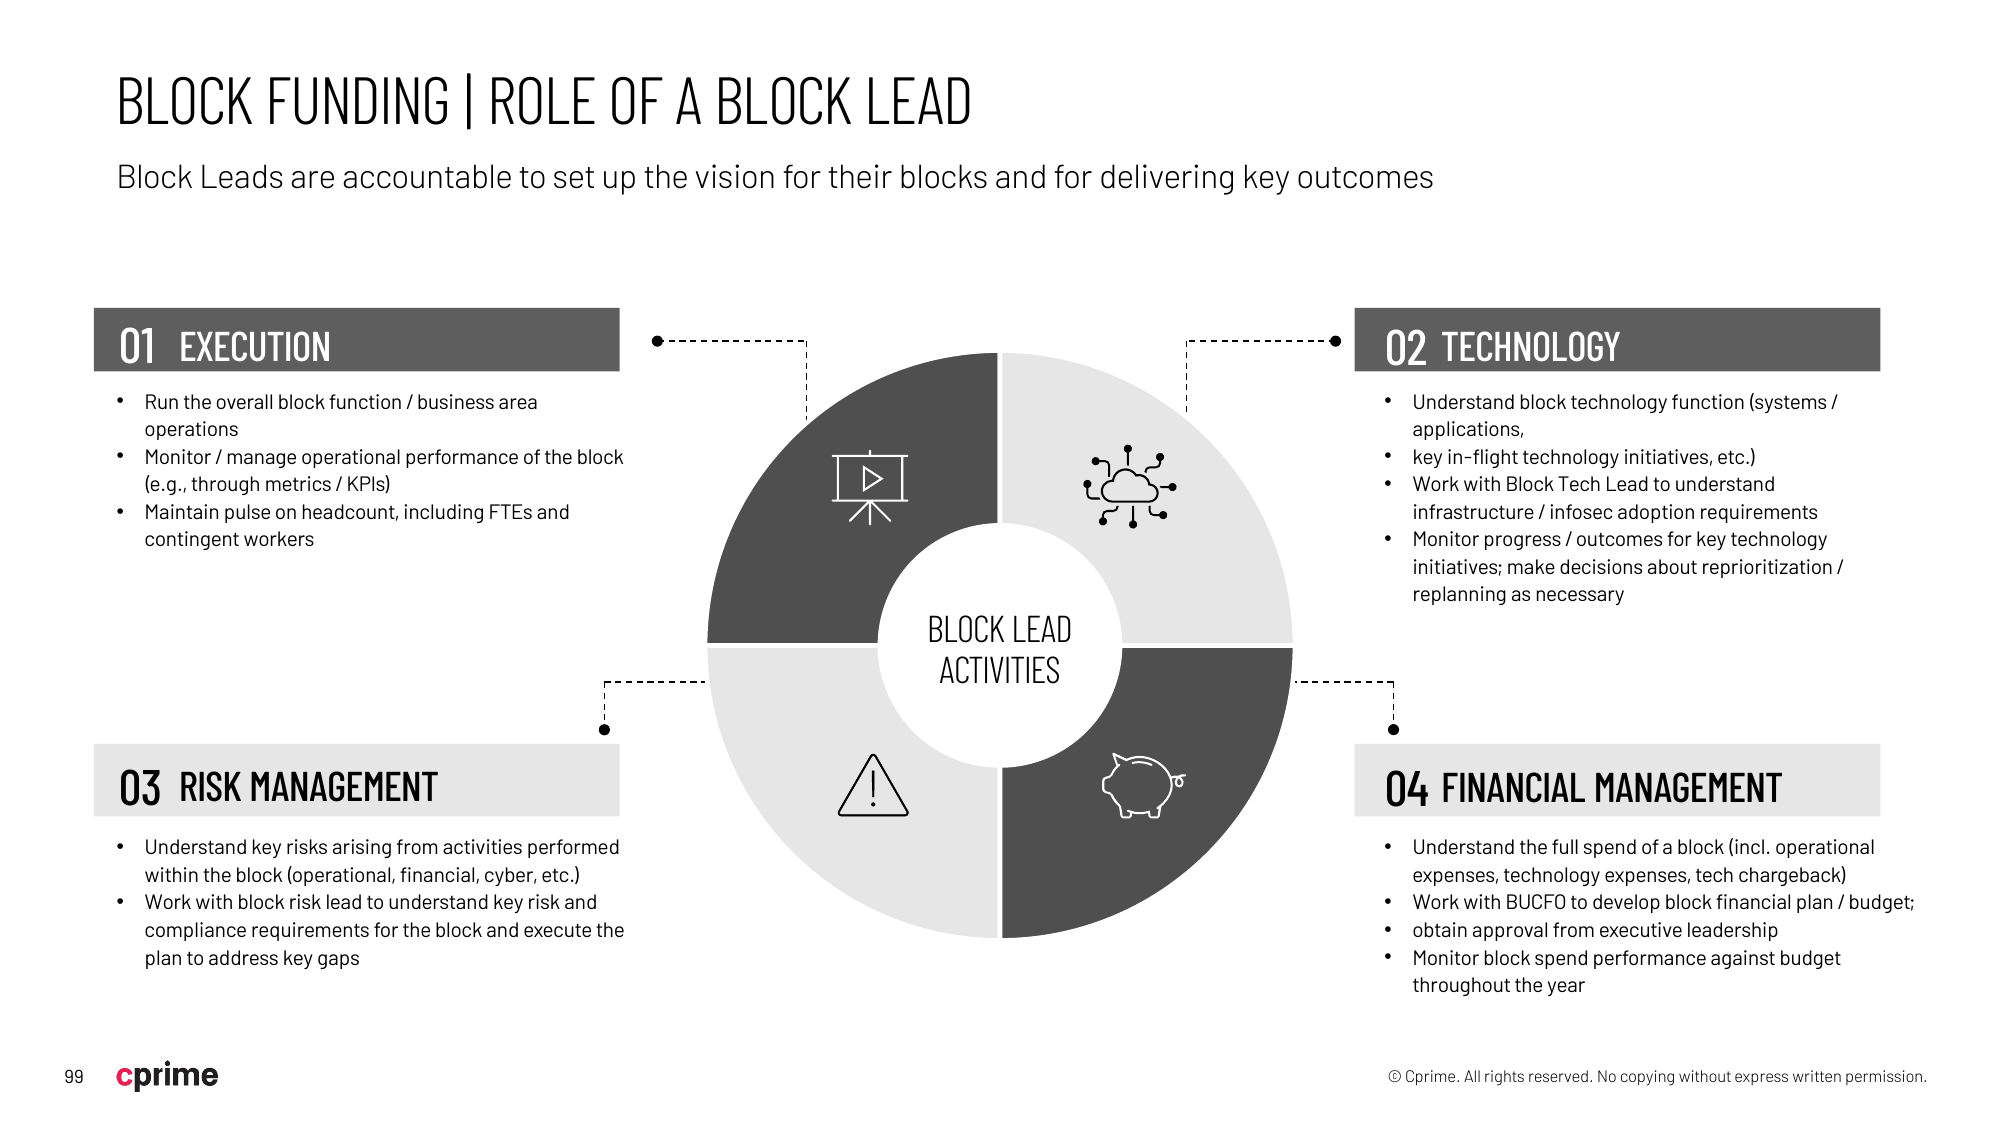 BLOCK FUNDING | ROLE OF A BLOCK LEAD
Block Leads are accountable to set up the vision for their blocks and for delivering key outcomes
01 EXECUTION
• Run the overall block function / business area
operations
• Monitor / manage operational performance of the block
(e.g., through metrics / KPIs)
• Maintain pulse on headcount, including FTEs and
contingent workers
02 TECHNOLOGY
• Understand block technology function (systems /
applications,
• key in-flight technology initiatives, etc.)
• Work with Block Tech Lead to understand
infrastructure / infosec adoption requirements
• Monitor progress / outcomes for key technology
initiatives; make decisions about reprioritization /
replanning as necessary
BLOCK LEAD
ACTIVITIES
03 RISK MANAGEMENT
• Understand key risks arising from activities performed
within the block (operational, financial, cyber, etc.)
• Work with block risk lead to understand key risk and
compliance requirements for the block and execute the
plan to address key gaps
04 FINANCIAL MANAGEMENT
• Understand the full spend of a block (incl. operational
expenses, technology expenses, tech chargeback)
• Work with BUCFO to develop block financial plan / budget;
• obtain approval from executive leadership
• Monitor block spend performance against budget
throughout the year
99 cprime
© Cprime. All rights reserved. No copying without express written permission.